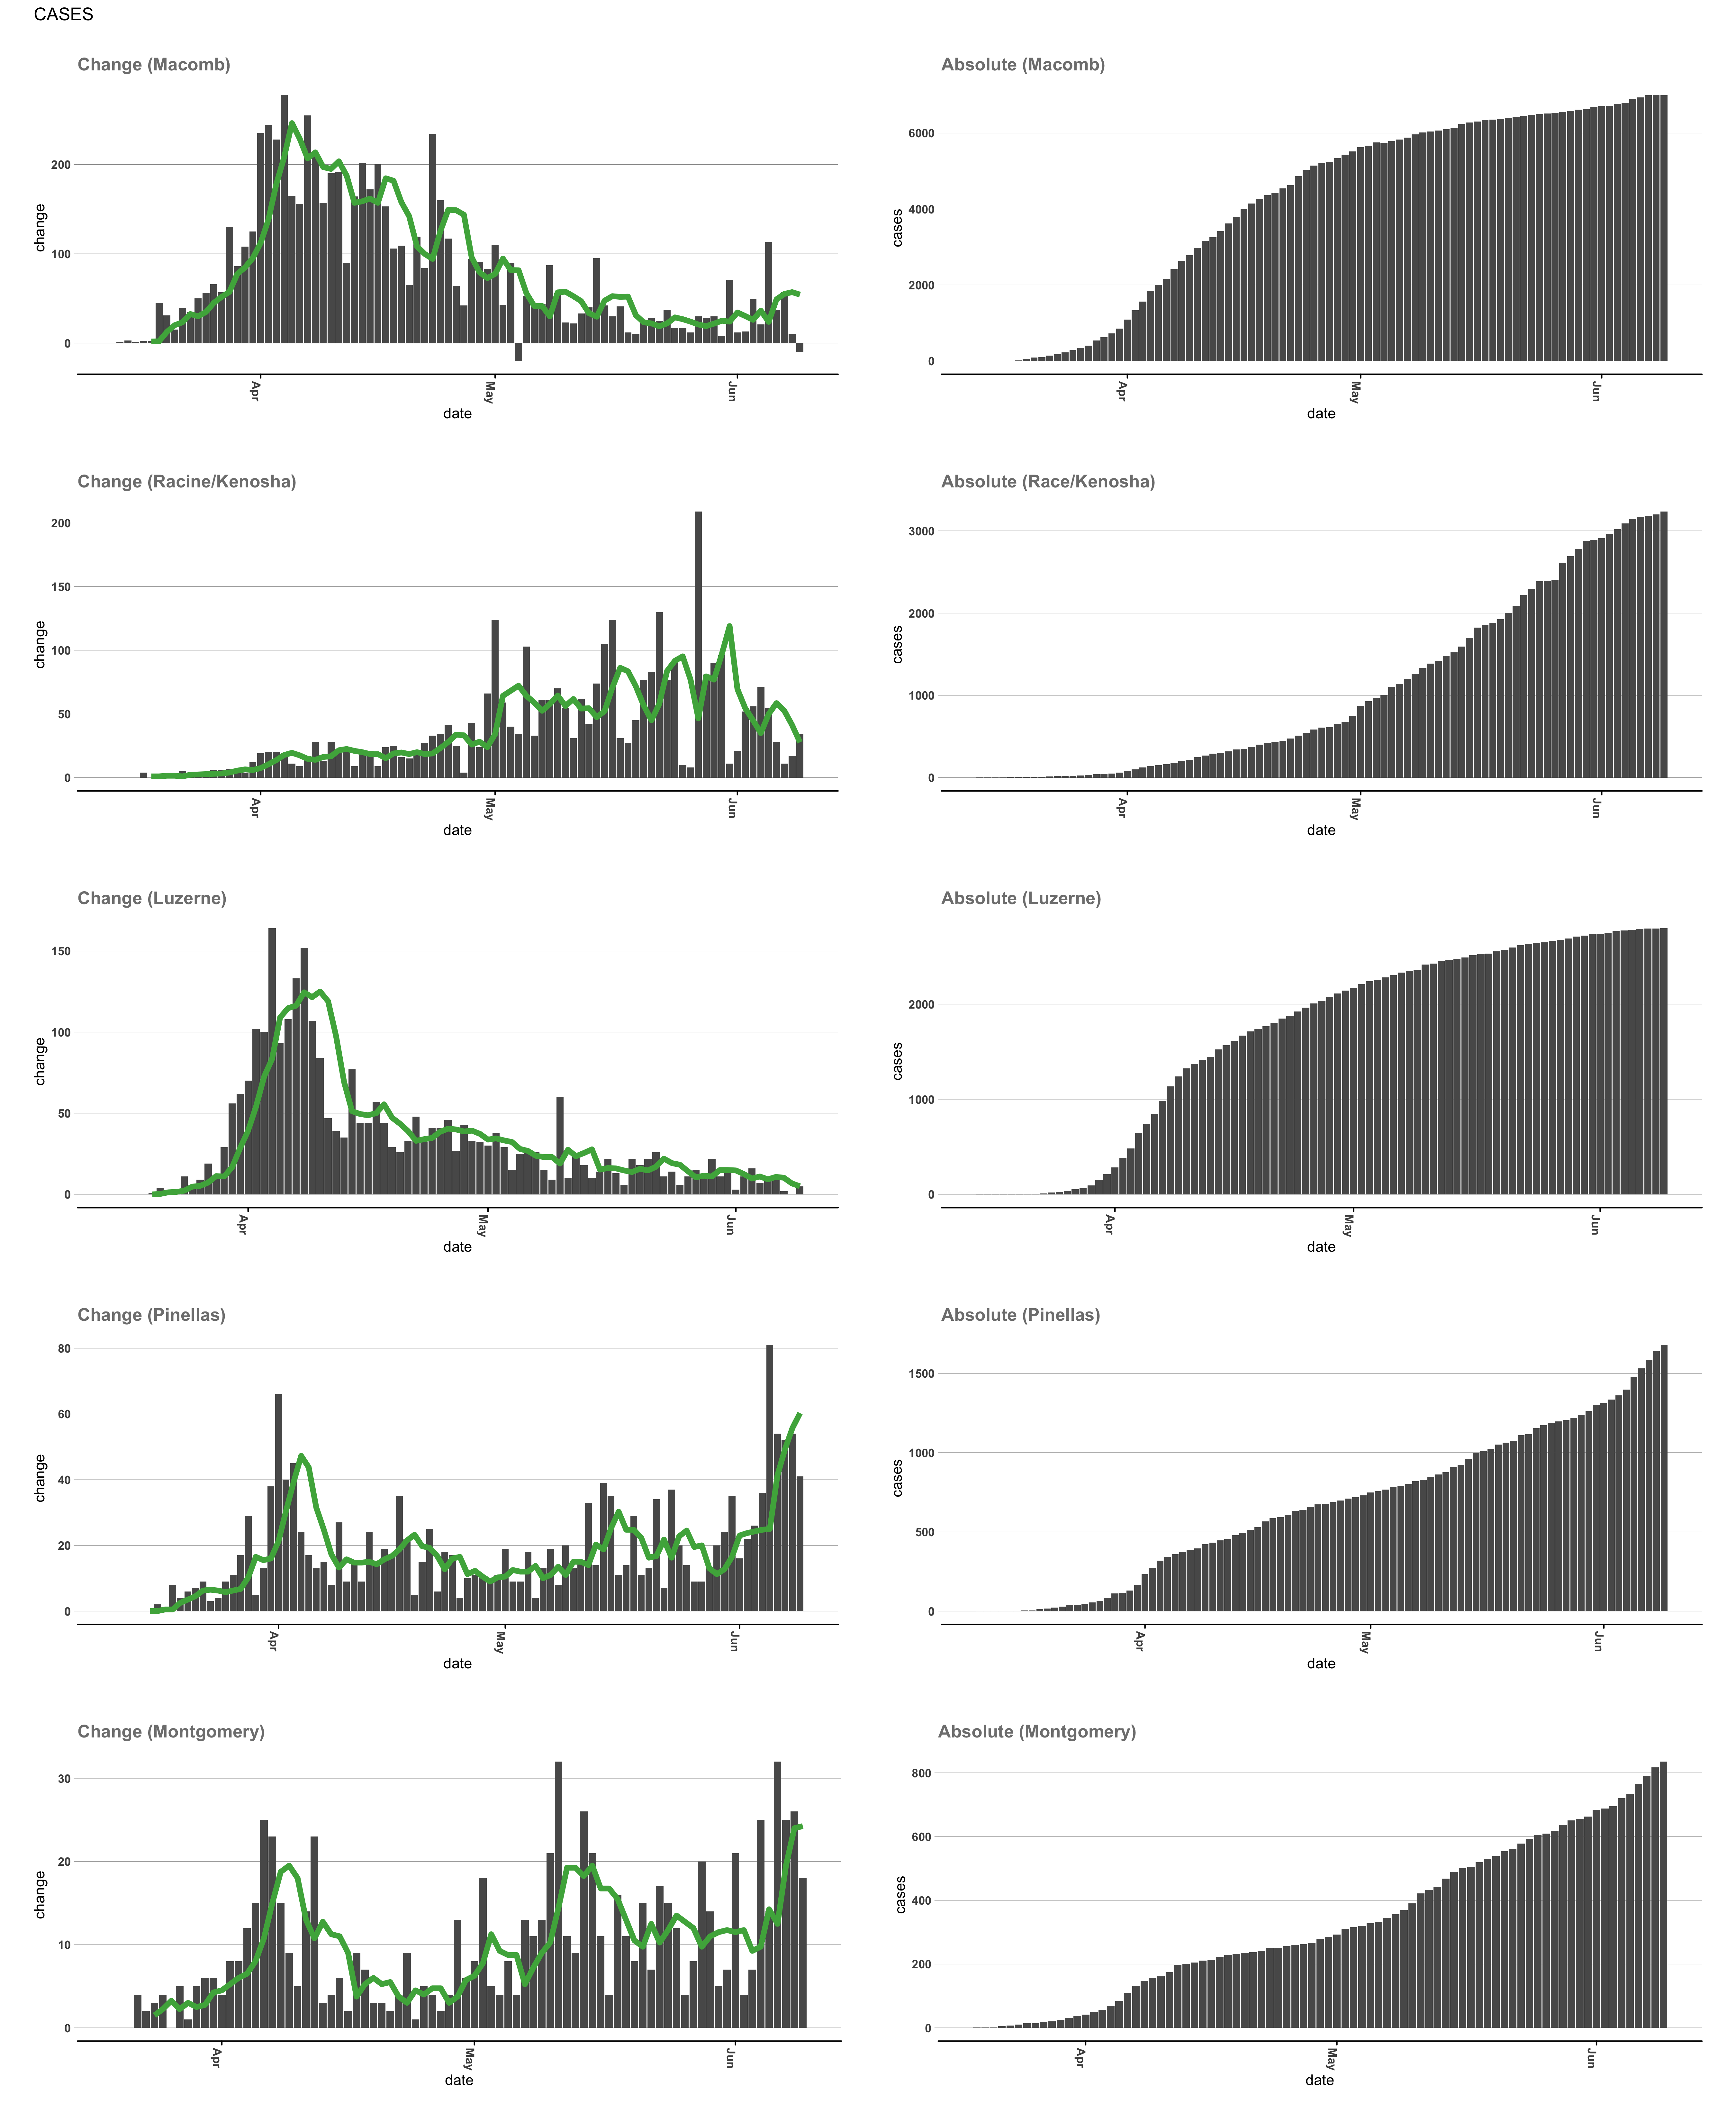 CASES
Change (Macomb)
200
100
0
change
Apr
May
Jun
date
Absolute (Macomb)
6000
4000
2000
0
cases
Apr
May
Jun
date
Change (Racine/Kenosha)
200
150
100
50
0
change
Apr
May
Jun
date
Absolute (Race/Kenosha)
3000
2000
1000
0
cases
Apr
May
Jun
date
Change (Luzerne)
150
100
50
0
change
Apr
May
Jun
date
Absolute (Luzerne)
2000
1000
0
cases
Apr
May
Jun
date
Change (Pinellas)
80
60
40
20
0
change
Apr
May
Jun
date
Absolute (Pinellas)
1500
1000
500
0
cases
Apr
May
Jun
date
Change (Montgomery)
30
20
10
0
change
Apr
May
Jun
date
Absolute (Montgomery)
800
600
400
200
0
cases
Apr
May
Jun
date